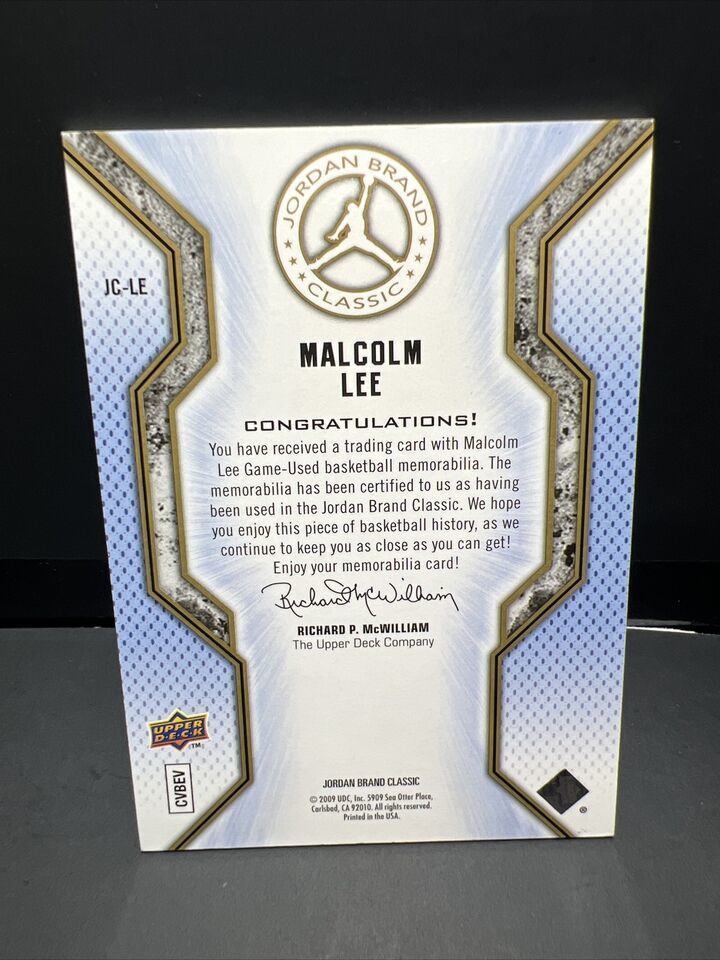 JORDAN BRAND
CLASSIC
JC-LE
MALCOLM
LEE
CONGRATULATIONS!
You have received a trading card with Malcolm
Lee Game-Used basketball memorabilia. The
memorabilia has been certified to us as having
been used in the Jordan Brand Classic. We hope
you enjoy this piece of basketball history, as we
continue to keep you as close as you can get!
Enjoy your memorabilia card!
Richard McWilliam
RICHARD P. McWILLIAM
The Upper Deck Company
UPPER
D·E·C·K
TM
CVBEV
JORDAN BRAND CLASSIC
© 2009 UDC, Inc. 5909 Sea Otter Place,
Carlsbad, CA 92010. All rights reserved.
Printed in the USA.
®